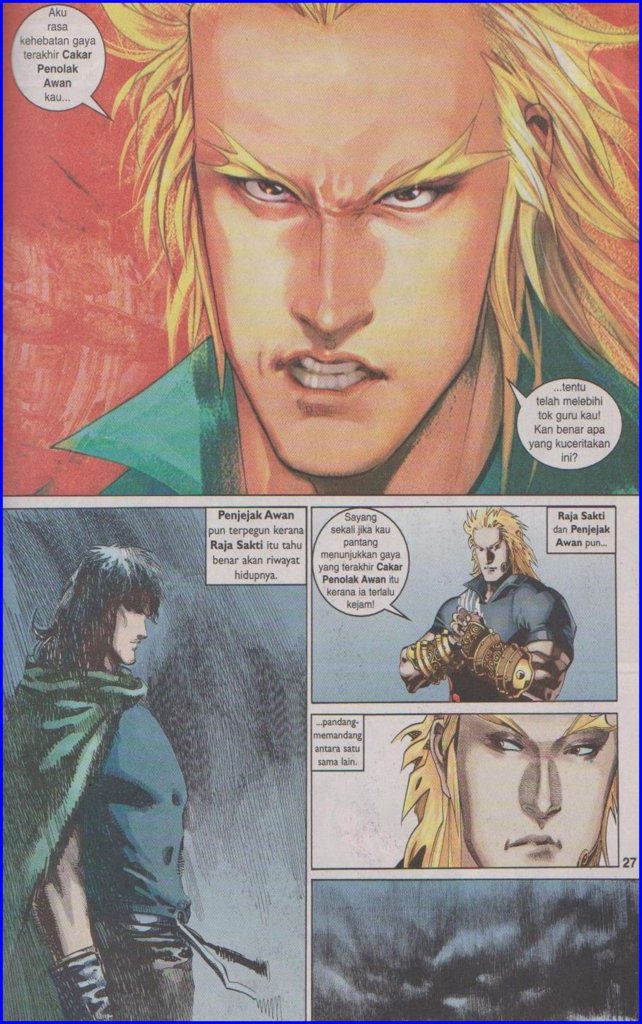 Aku
rasa
kehebatan gaya
terakhir Cakar
Penolak
Awan
kau...
...tentu
telah melebihi
tok guru kau!
Kan benar apa
yang kuceritakan
ini?
Penjejak Awan
pun terpegun kerana
Raja Sakti itu tahu
benar akan riwayat
hidupnya.
Sayang
sekali jika kau
pantang
menunjukkan gaya
yang terakhir Cakar
Penolak Awan itu
kerana ia terlalu
kejam!
Raja Sakti
dan Penjejak
Awan pun...
...pandang-
memandang
antara satu
sama lain.
27